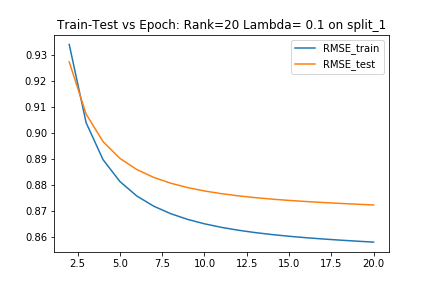 Train-Test vs Epoch: Rank=20 Lambda= 0.1 on split_1
RMSE_train
RMSE_test
0.93
0.92
0.91
0.90
0.89
0.88
0.87
0.86
2.5 5.0 7.5 10.0 12.5 15.0 17.5 20.0